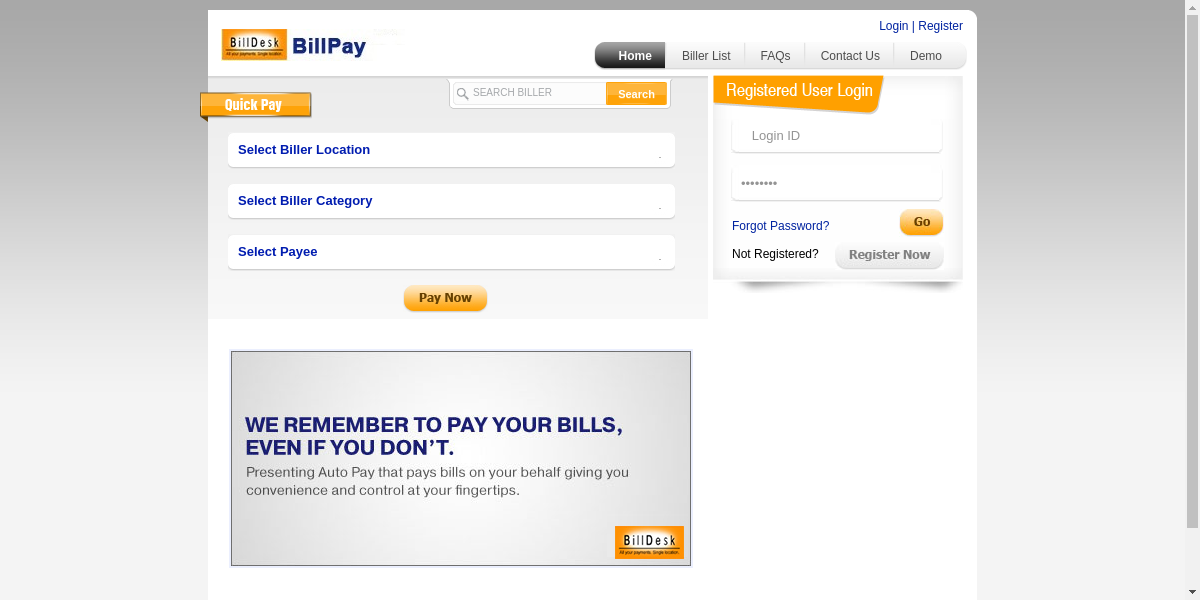 Login | Register
BillDesk
All your payments. Single location.
BillPay
Home
Biller List
FAQs
Contact Us
Demo
Quick Pay
SEARCH BILLER
Search
Registered User Login
Login ID
••••••••
Select Biller Location
Select Biller Category
Select Payee
Pay Now
Forgot Password?
Go
Not Registered?
Register Now
WE REMEMBER TO PAY YOUR BILLS,
EVEN IF YOU DON'T.
Presenting Auto Pay that pays bills on your behalf giving you
convenience and control at your fingertips.
BillDesk
All your payments. Single location.